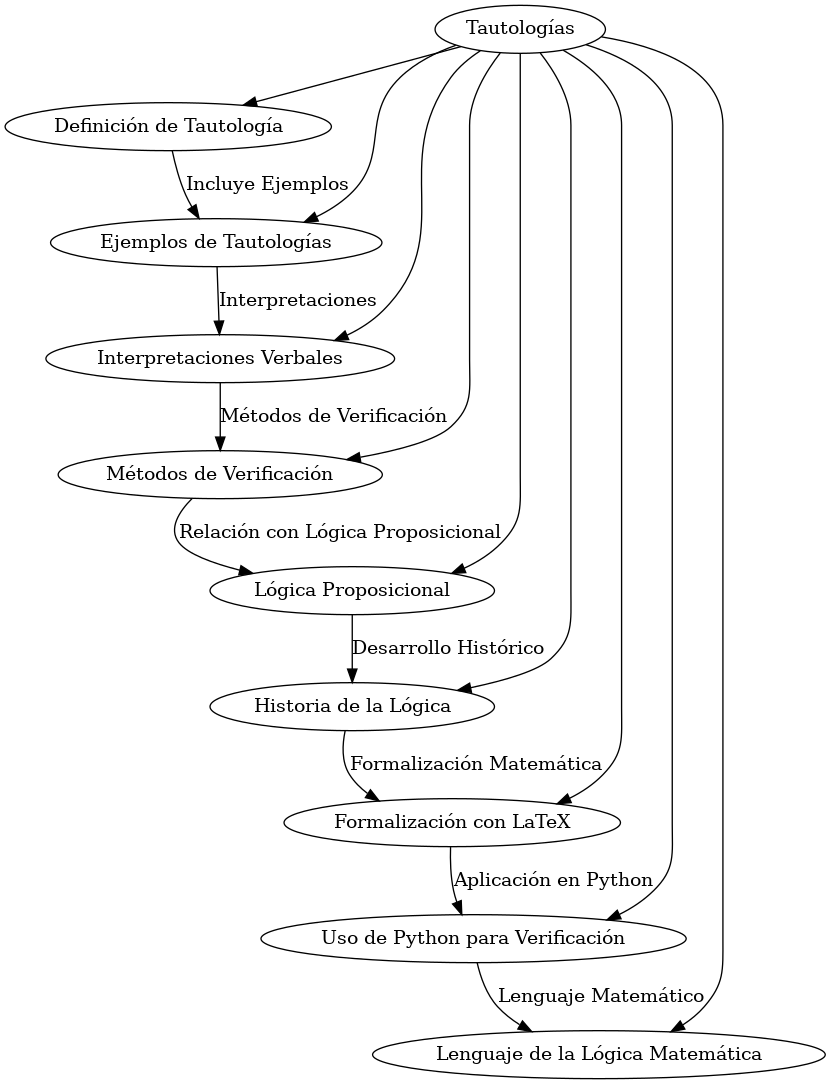 Tautologías
Definición de Tautología
Incluye Ejemplos
Ejemplos de Tautologías
Interpretaciones
Interpretaciones Verbales
Métodos de Verificación
Métodos de Verificación
Relación con Lógica Proposicional
Lógica Proposicional
Desarrollo Histórico
Historia de la Lógica
Formalización Matemática
Formalización con LaTeX
Aplicación en Python
Uso de Python para Verificación
Lenguaje Matemático
Lenguaje de la Lógica Matemática